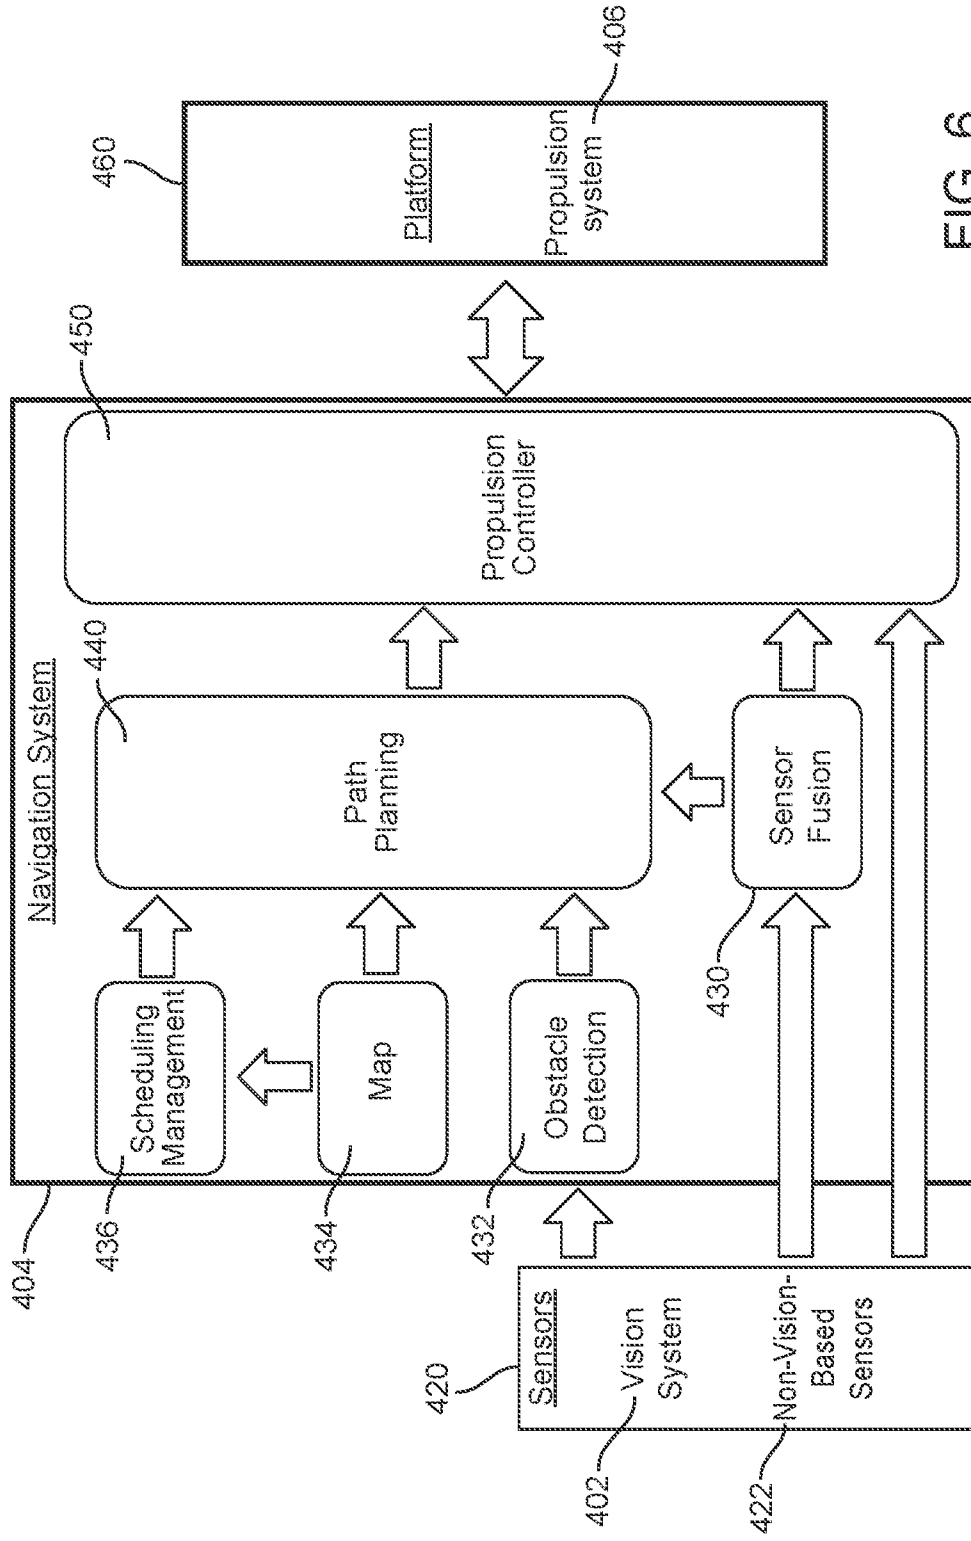 404
Navigation System
436
Scheduling
Management
440
450
460
434
Map
Path
Planning
Propulsion
Controller
Platform
Propulsion
system
406
432
Obstacle
Detection
420
Sensors
402
Vision
System
430
Sensor
Fusion
422
Non-Vision-
Based
Sensors
FIG. 6